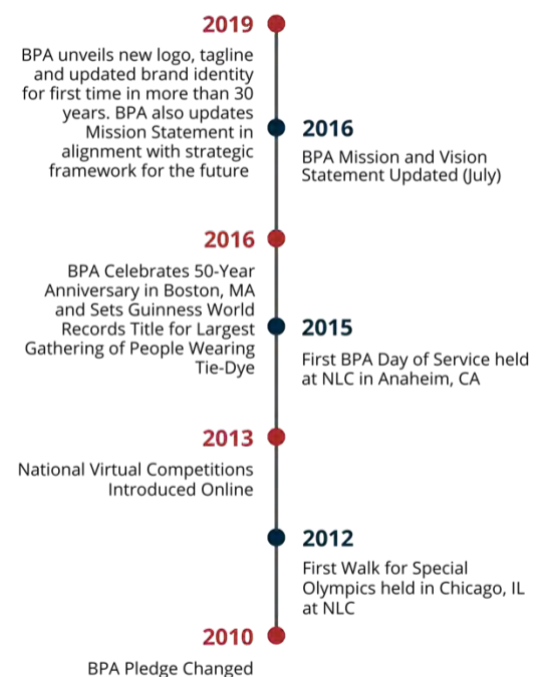 2019
BPA unveils new logo, tagline
and updated brand identity
for first time in more than 30
years. BPA also updates
Mission Statement in
alignment with strategic
framework for the future
2016
BPA Mission and Vision
Statement Updated (July)
2016
BPA Celebrates 50-Year
Anniversary in Boston, MA
and Sets Guinness World
Records Title for Largest
Gathering of People Wearing
Tie-Dye
2015
First BPA Day of Service held
at NLC in Anaheim, CA
2013
National Virtual Competitions
Introduced Online
2012
First Walk for Special
Olympics held in Chicago, IL
at NLC
2010
BPA Pledge Changed